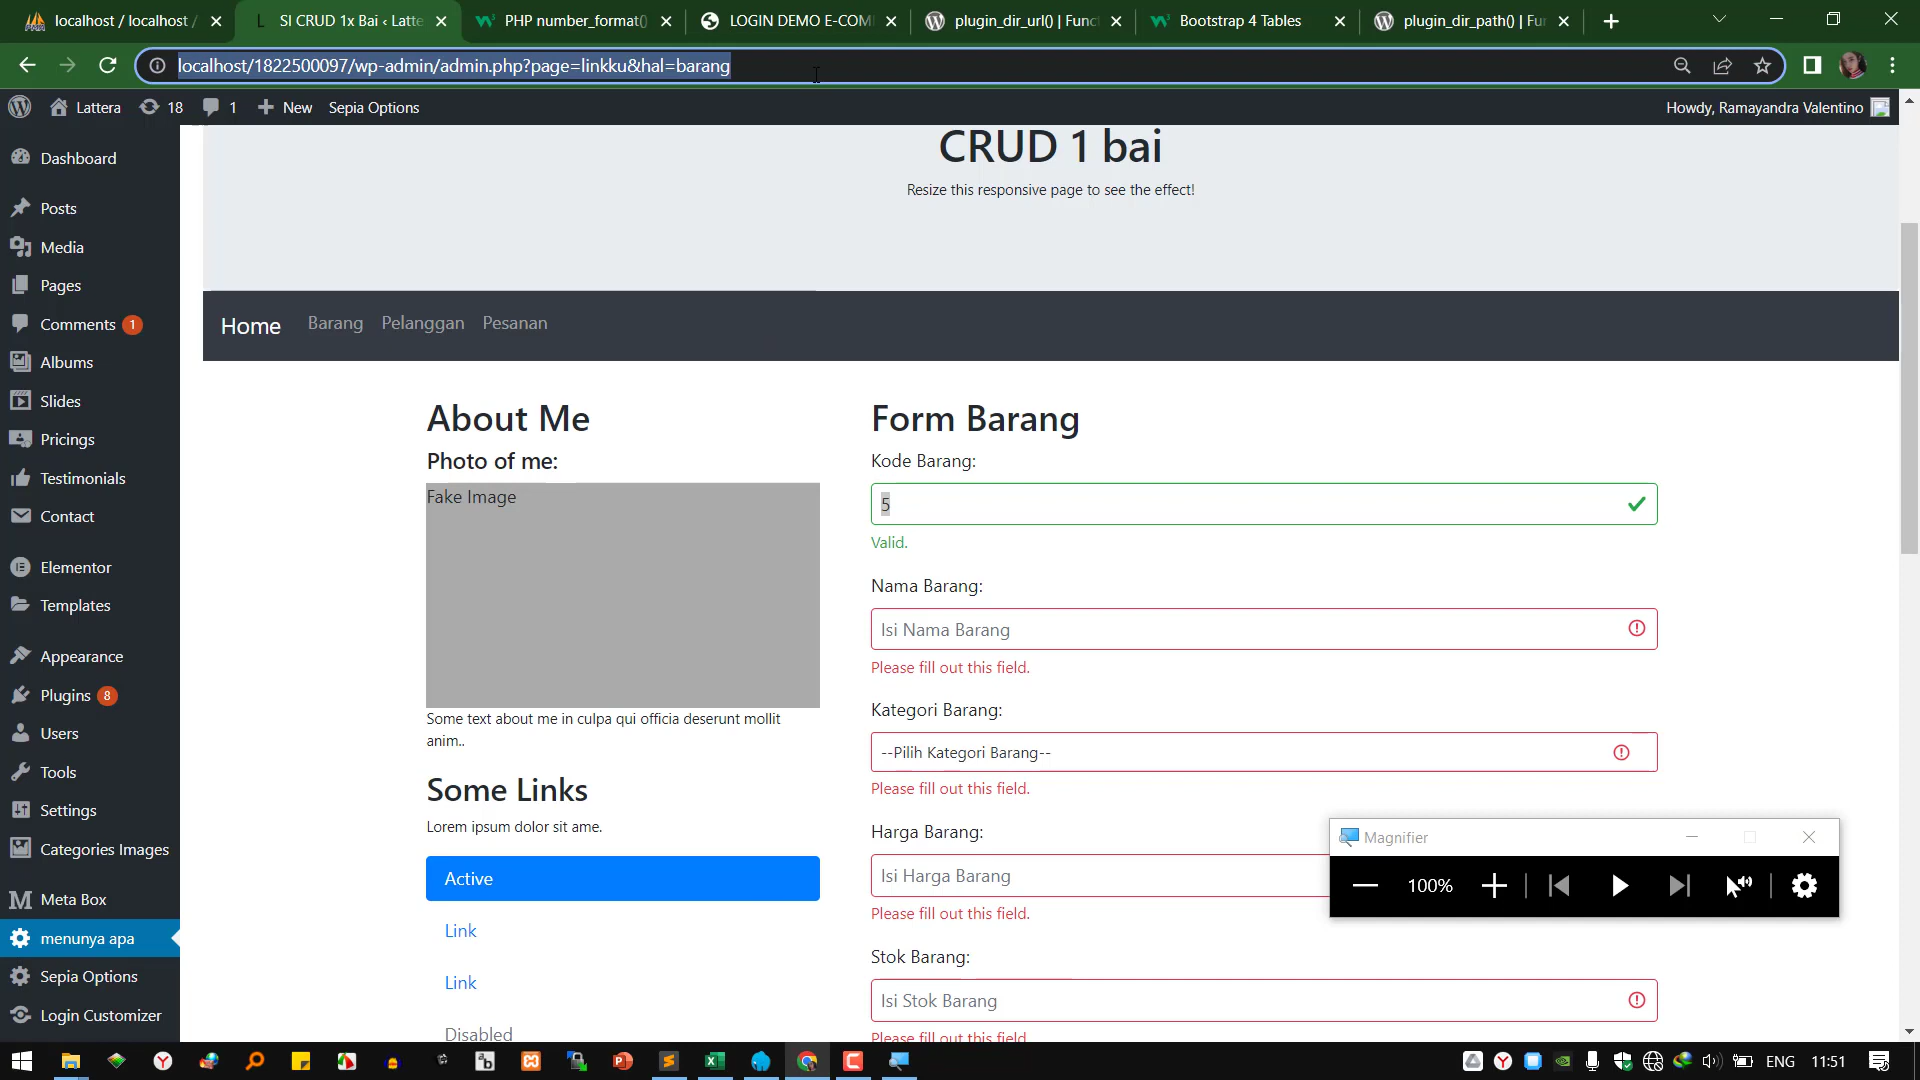 localhost / localhost /
SI CRUD 1x Bai ‹ Latte
PHP number_format()
LOGIN DEMO E-COM
plugin_dir_url() | Func
Bootstrap 4 Tables
plugin_dir_path() | Fu
localhost/1822500097/wp-admin/admin.php?page=linkku&hal=barang
Lattera
18
1
New
Sepia Options
Howdy, Ramayandra Valentino
Dashboard
Posts
Media
Pages
Comments 1
Albums
Slides
Pricings
Testimonials
Contact
Elementor
Templates
Appearance
Plugins 8
Users
Tools
Settings
Categories Images
Meta Box
menunya apa
Sepia Options
Login Customizer
CRUD 1 bai
Resize this responsive page to see the effect!
Home Barang Pelanggan Pesanan
About Me
Photo of me:
Fake Image
Some text about me in culpa qui officia deserunt mollit
anim..
Some Links
Lorem ipsum dolor sit ame.
Active
Link
Link
Disabled
Form Barang
Kode Barang:
5
Valid.
Nama Barang:
Isi Nama Barang
Please fill out this field.
Kategori Barang:
--Pilih Kategori Barang--
Please fill out this field.
Harga Barang:
Isi Harga Barang
Please fill out this field.
Stok Barang:
Isi Stok Barang
Please fill out this field.
Magnifier
100%
ENG
11:51